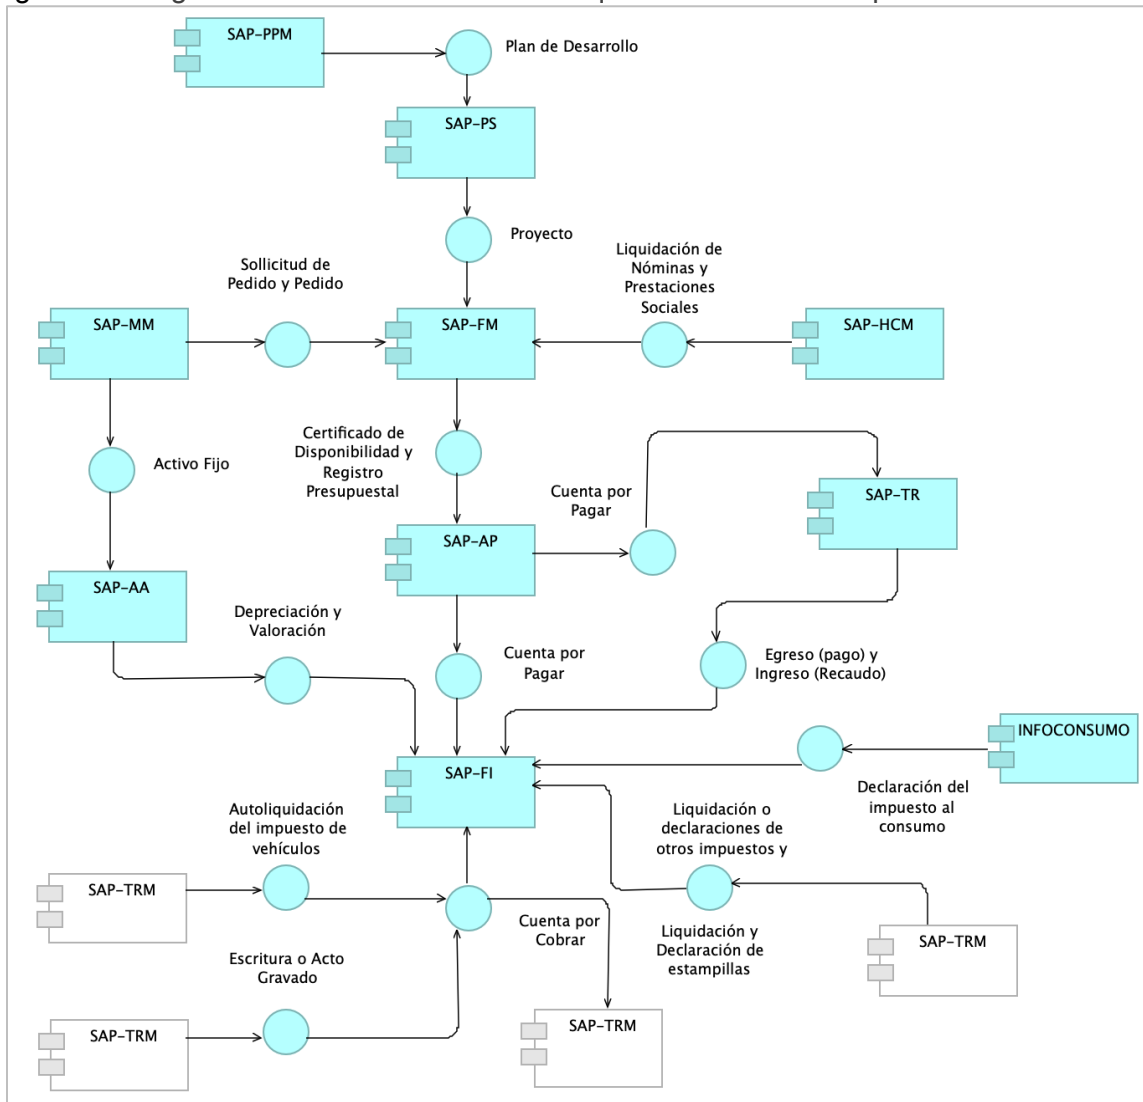 SAP-PPM
Plan de Desarrollo
SAP-PS
Proyecto
Sollicitud de
Pedido y Pedido
Liquidación de
Nóminas y
Prestaciones
Sociales
SAP-MM
SAP-FM
SAP-HCM
Certificado de
Disponibilidad y
Registro
Presupuestal
Activo Fijo
Cuenta por
Pagar
SAP-TR
SAP-AP
SAP-AA
Depreciación y
Valoración
Cuenta por
Pagar
Egreso (pago) y
Ingreso (Recaudo)
INFOCONSUMO
SAP-FI
Declaración del
impuesto al
consumo
Autoliquidación
del impuesto de
vehículos
Liquidación o
declaraciones de
otros impuestos y
SAP-TRM
Cuenta por
Cobrar
Liquidación y
Declaración de
estampillas
SAP-TRM
Escritura o Acto
Gravado
SAP-TRM
SAP-TRM